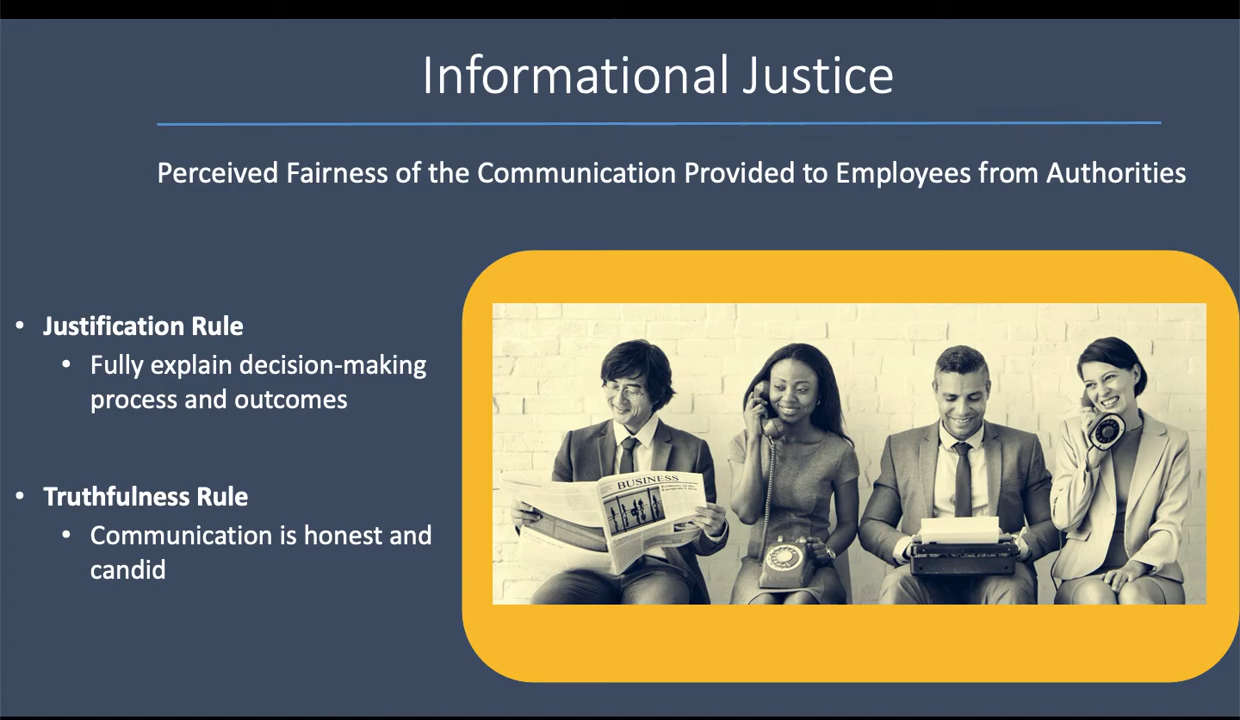 Informational Justice
Perceived Fairness of the Communication Provided to Employees from Authorities
• Justification Rule
• Fully explain decision-making
process and outcomes
• Truthfulness Rule
• Communication is honest and
candid
BUSINESS